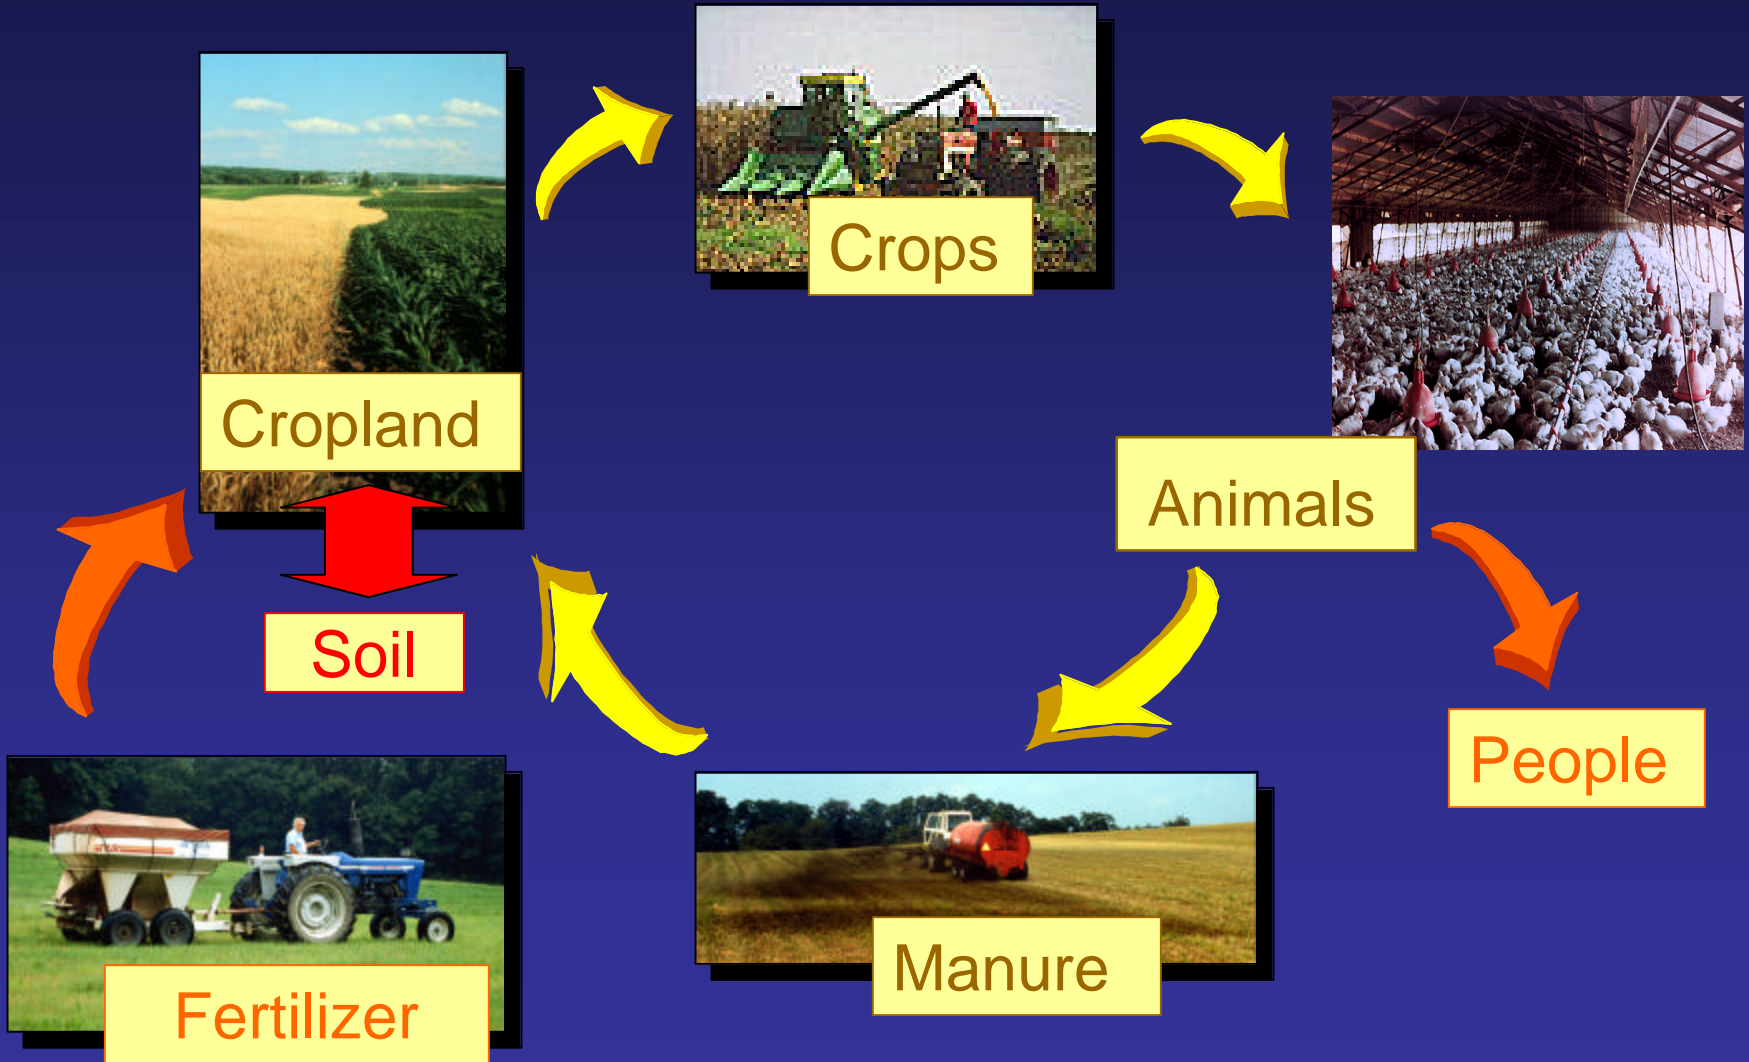 Crops
Cropland
Animals
Soil
People
Manure
Fertilizer